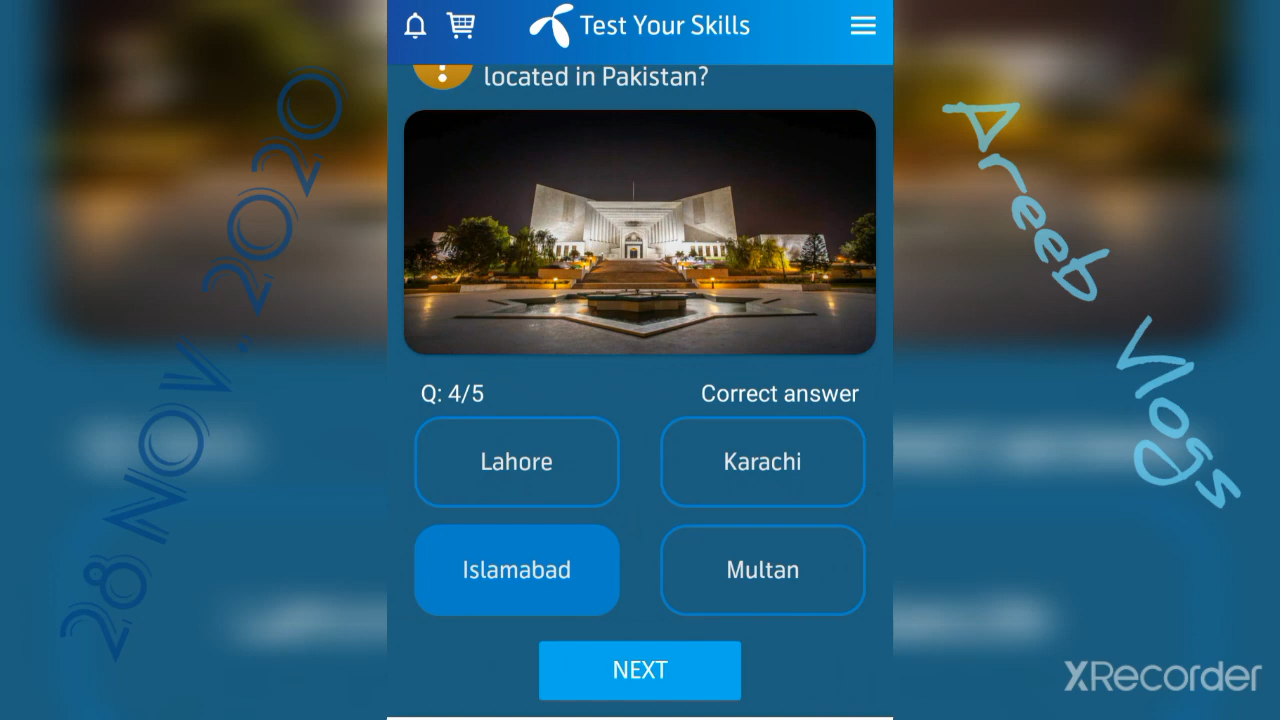 Test Your Skills
located in Pakistan?
Q: 4/5
Correct answer
Lahore
Karachi
Islamabad
Multan
NEXT
28 NOV. 2020
Areeb Vlogs
XRecorder